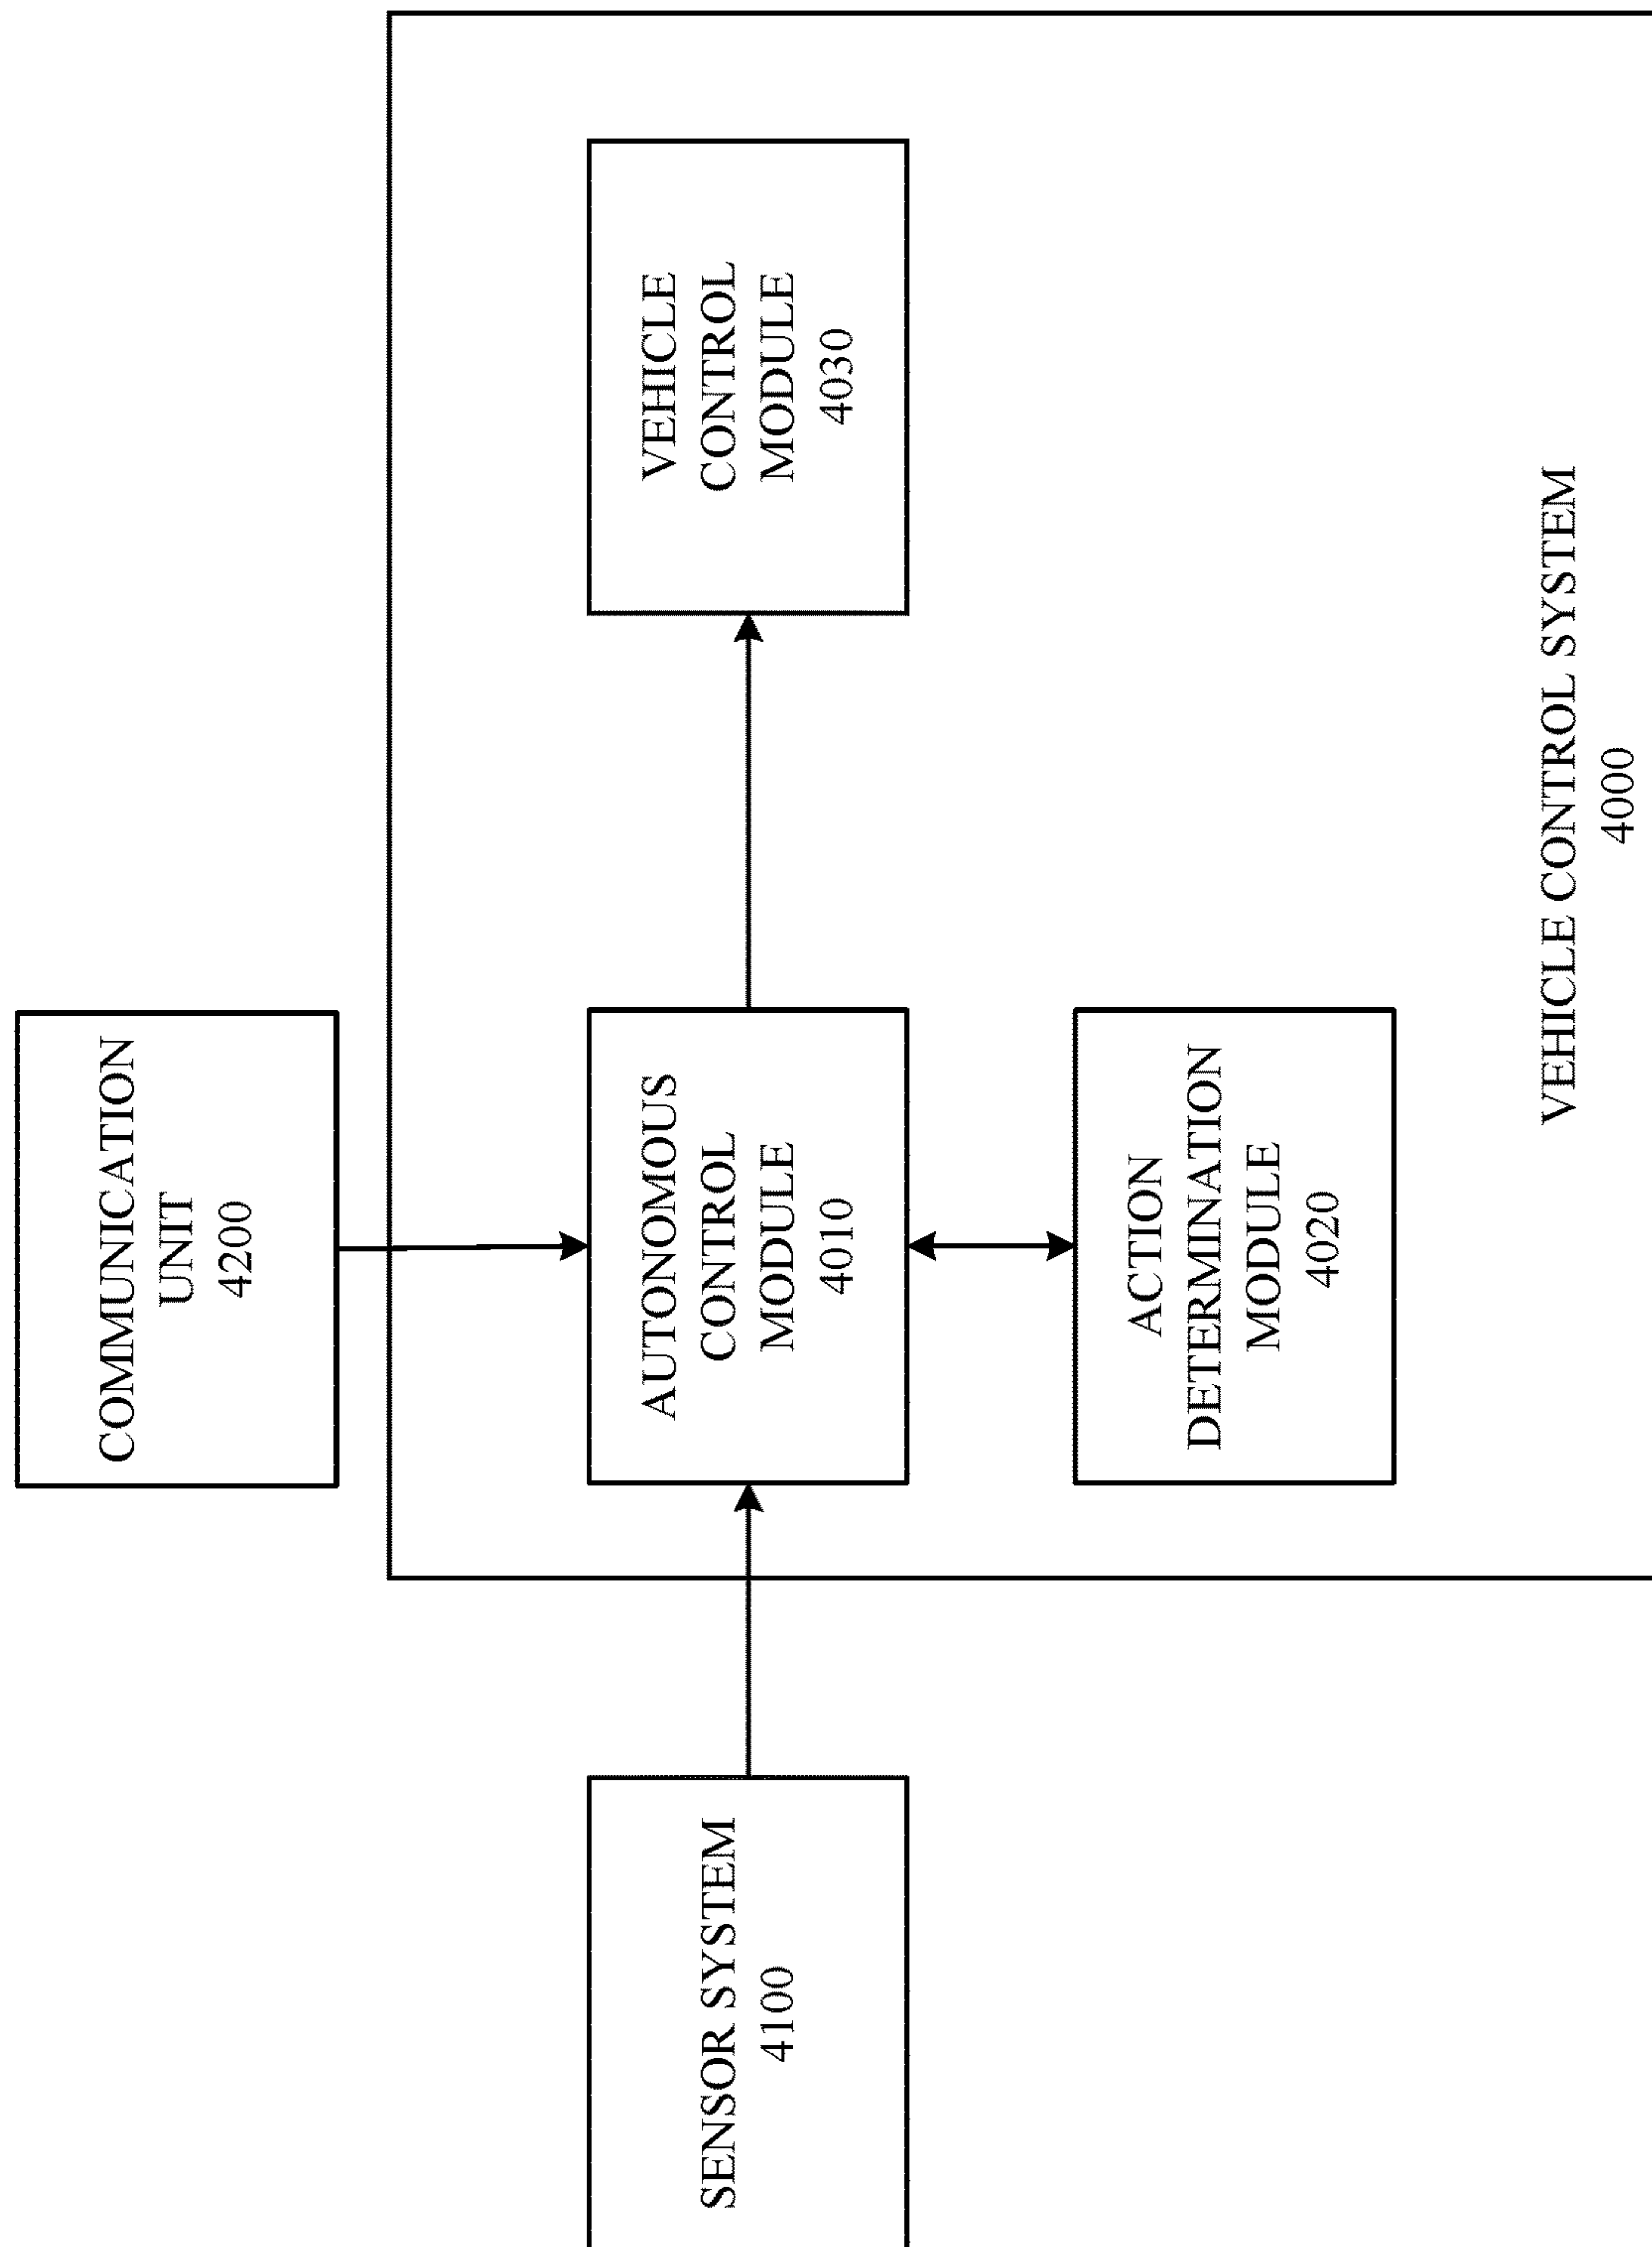 COMMUNICATION
UNIT
4200
SENSOR SYSTEM
4100
AUTONOMOUS
CONTROL
MODULE
4010
VEHICLE
CONTROL
MODULE
4030
ACTION
DETERMINATION
MODULE
4020
VEHICLE CONTROL SYSTEM
4000